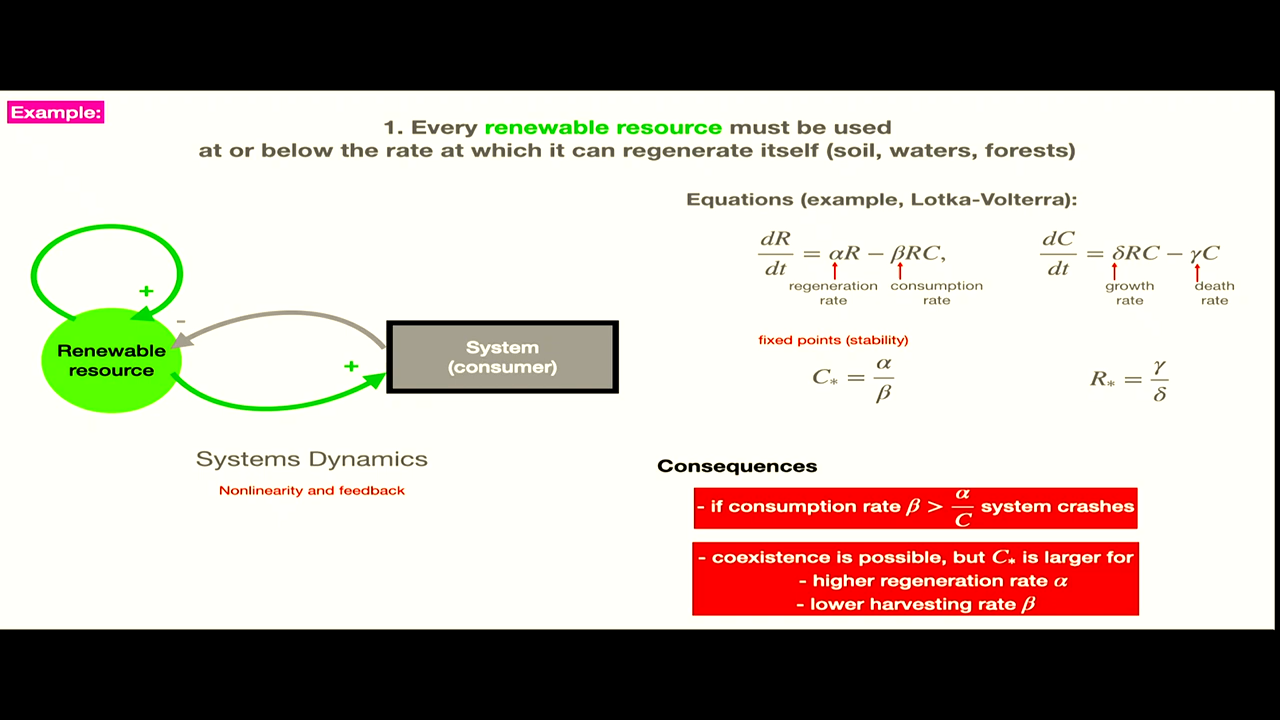 Example:
1. Every renewable resource must be used
at or below the rate at which it can regenerate itself (soil, waters, forests)
Equations (example, Lotka-Volterra):
dR/dt = αR − βRC,
dC/dt = δRC − γC
regeneration rate
consumption rate
growth rate
death rate
+
-
Renewable
resource
+
System
(consumer)
fixed points (stability)
C* = α/β
R* = γ/δ
Systems Dynamics
Nonlinearity and feedback
Consequences
- if consumption rate β > α/C system crashes
- coexistence is possible, but C* is larger for
- higher regeneration rate α
- lower harvesting rate β